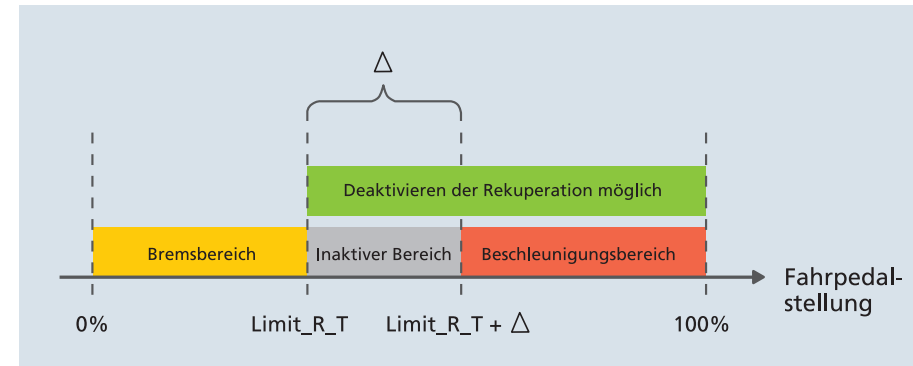 Δ
Deaktivieren der Rekuperation möglich
Bremsbereich
Inaktiver Bereich
Beschleunigungsbereich
Fahrpedal-
stellung
0%
Limit_R_T
Limit_R_T + Δ
100%